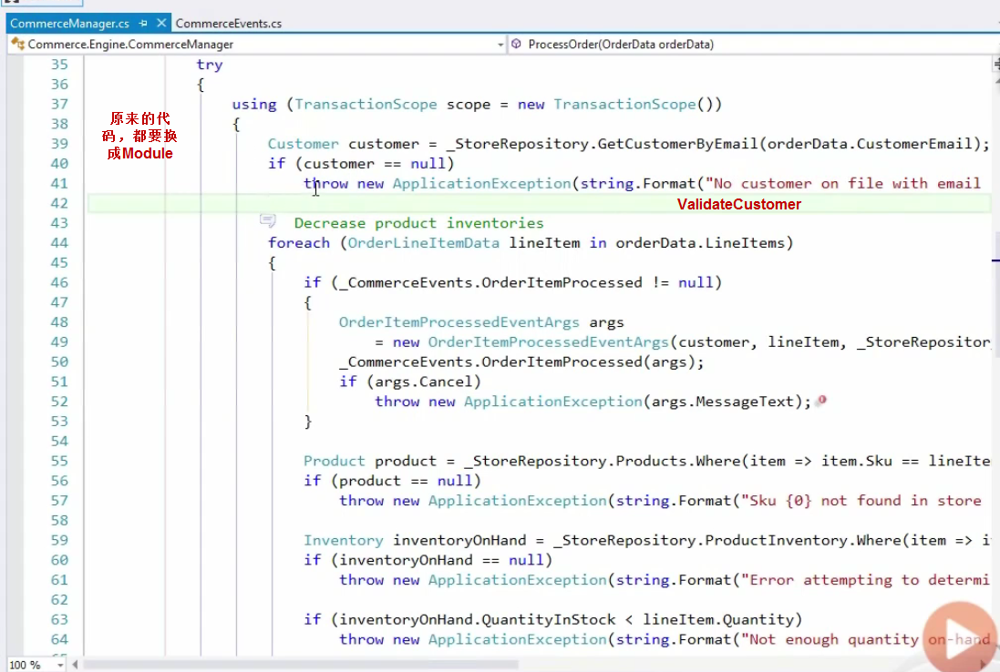 CommerceManager.cs CommerceEvents.cs
Commerce.Engine.CommerceManager ProcessOrder(OrderData orderData)
35 try
36 {
37 using (TransactionScope scope = new TransactionScope())
38 {
39 Customer customer = _StoreRepository.GetCustomerByEmail(orderData.CustomerEmail);
40 if (customer == null)
41 throw new ApplicationException(string.Format("No customer on file with email
42
43 Decrease product inventories
44 foreach (OrderLineItemData lineItem in orderData.LineItems)
45 {
46 if (_CommerceEvents.OrderItemProcessed != null)
47 {
48 OrderItemProcessedEventArgs args
49 = new OrderItemProcessedEventArgs(customer, lineItem, _StoreRepositor
50 _CommerceEvents.OrderItemProcessed(args);
51 if (args.Cancel)
52 throw new ApplicationException(args.MessageText);
53 }
54
55 Product product = _StoreRepository.Products.Where(item => item.Sku == lineIte
56 if (product == null)
57 throw new ApplicationException(string.Format("Sku {0} not found in store
58
59 Inventory inventoryOnHand = _StoreRepository.ProductInventory.Where(item => i
60 if (inventoryOnHand == null)
61 throw new ApplicationException(string.Format("Error attempting to determi
62
63 if (inventoryOnHand.QuantityInStock < lineItem.Quantity)
64 throw new ApplicationException(string.Format("Not enough quantity on-hand
原来的代
码，都要换
成Module
ValidateCustomer
100 %